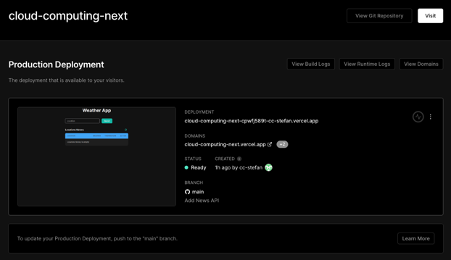 cloud-computing-next
View Git Repository
Visit
Production Deployment
View Build Logs
View Runtime Logs
View Domains
The deployment that is available to your visitors.
Weather App
DEPLOYMENT
cloud-computing-next-cpwfj589t-cc-stefan.vercel.app
DOMAINS
cloud-computing-next.vercel.app
+2
STATUS
CREATED
Ready
1h ago by cc-stefan
BRANCH
main
Add News API
To update your Production Deployment, push to the "main" branch.
Learn More